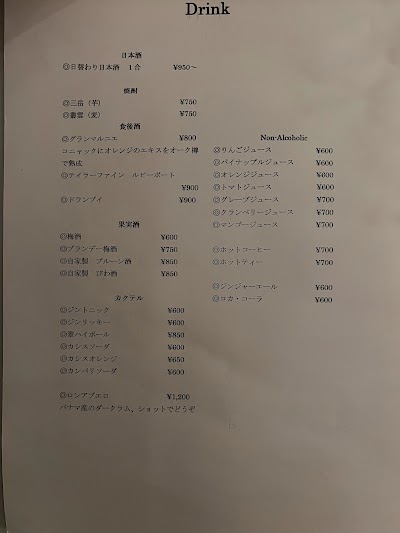 Drink
日本酒
◎日替わり日本酒 1合 ¥950～
焼酎
◎三岳（芋） ¥750
（麦） ¥750
食後酒
◎グランマルニエ ¥800
コニャックにオレンジのエキスをオーク樽
で熟成
◎テイラーファイン ルビーポート
¥900
◎ドランブイ ¥900
果実酒
◎梅酒 ¥600
◎ブランデー梅酒 ¥750
◎自家製 プルーン酒 ¥850
◎自家製 びわ酒 ¥850
カクテル
◎ジントニック ¥600
◎ジンリッキー ¥600
ハイボール ¥850
◎カシスソーダ ¥600
◎カシスオレンジ ¥650
◎カンパリソーダ ¥600
◎ロンアブエロ ¥1,200
パナマ産のダークラム，ショットでどうぞ
Non-Alcoholic
◎りんごジュース ¥600
◎パイナップルジュース ¥600
◎オレンジジュース ¥600
◎トマトジュース ¥600
◎グレープジュース ¥700
◎クランベリージュース ¥700
◎マンゴージュース ¥700
◎ホットコーヒー ¥700
◎ホットティー ¥700
◎ジンジャーエール ¥600
◎コカ・コーラ ¥600